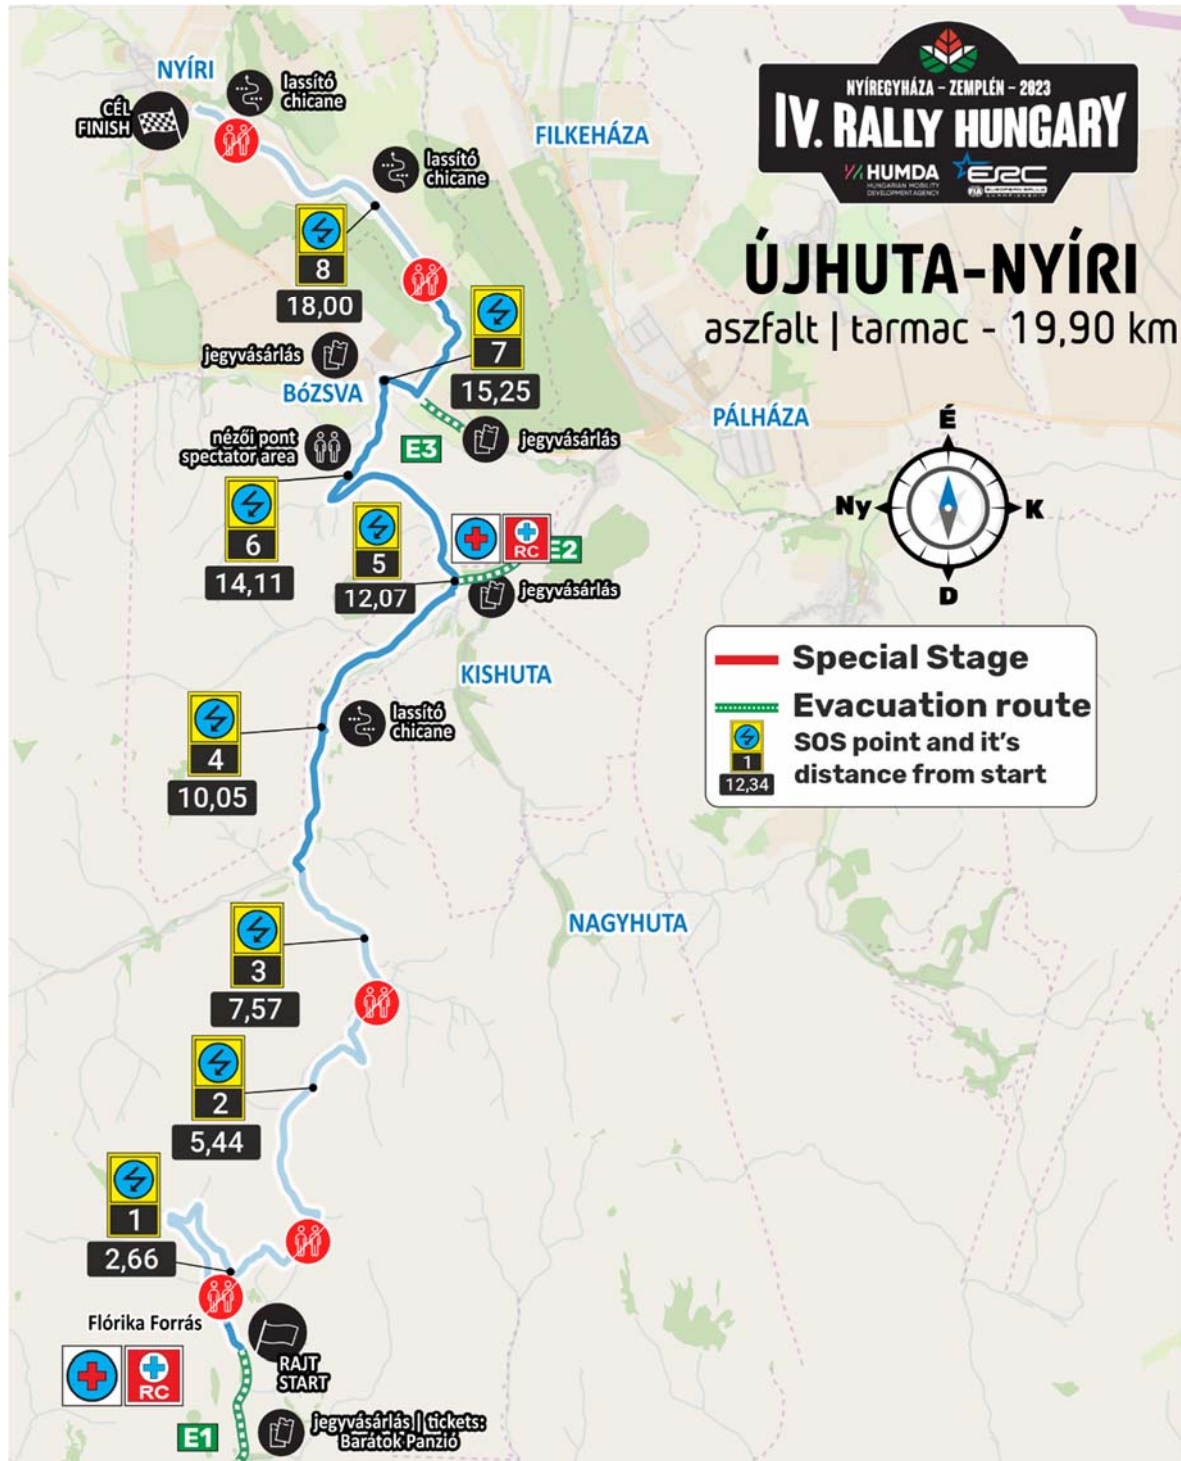 NYÍREGYHÁZA – ZEMPLÉN – 2023
IV. RALLY HUNGARY
HUMDA
HUNGARIAN MOBILITY
DEVELOPMENT AGENCY
ERC
FIA EUROPEAN RALLY
CHAMPIONSHIP
ÚJHUTA-NYÍRI
aszfalt | tarmac - 19,90 km
NYÍRI
lassító
chicane
CÉL
FINISH
FILKEHÁZA
lassító
chicane
8
18,00
7
15,25
jegyvásárlás
BóZSVA
PÁLHÁZA
nézői pont
spectator area
E3
jegyvásárlás
É
Ny
K
D
6
14,11
5
12,07
RC
E2
jegyvásárlás
KISHUTA
Special Stage
Evacuation route
SOS point and it's
distance from start
1
12,34
4
10,05
lassító
chicane
NAGYHUTA
3
7,57
2
5,44
1
2,66
Flórika Forrás
RC
RAJT
START
E1
jegyvásárlás | tickets:
Barátok Panzió